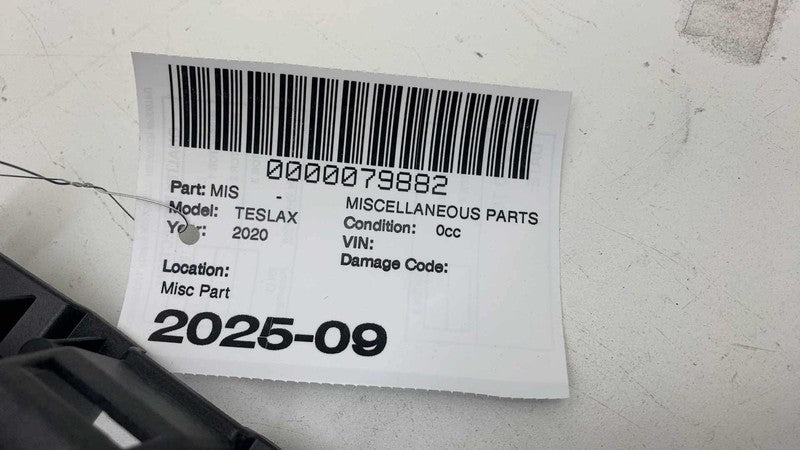 0000079882
Part: MIS - MISCELLANEOUS PARTS
Model: TESLAX Condition: 0cc
Year: 2020 VIN:
Damage Code:
Location:
Misc Part
2025-09